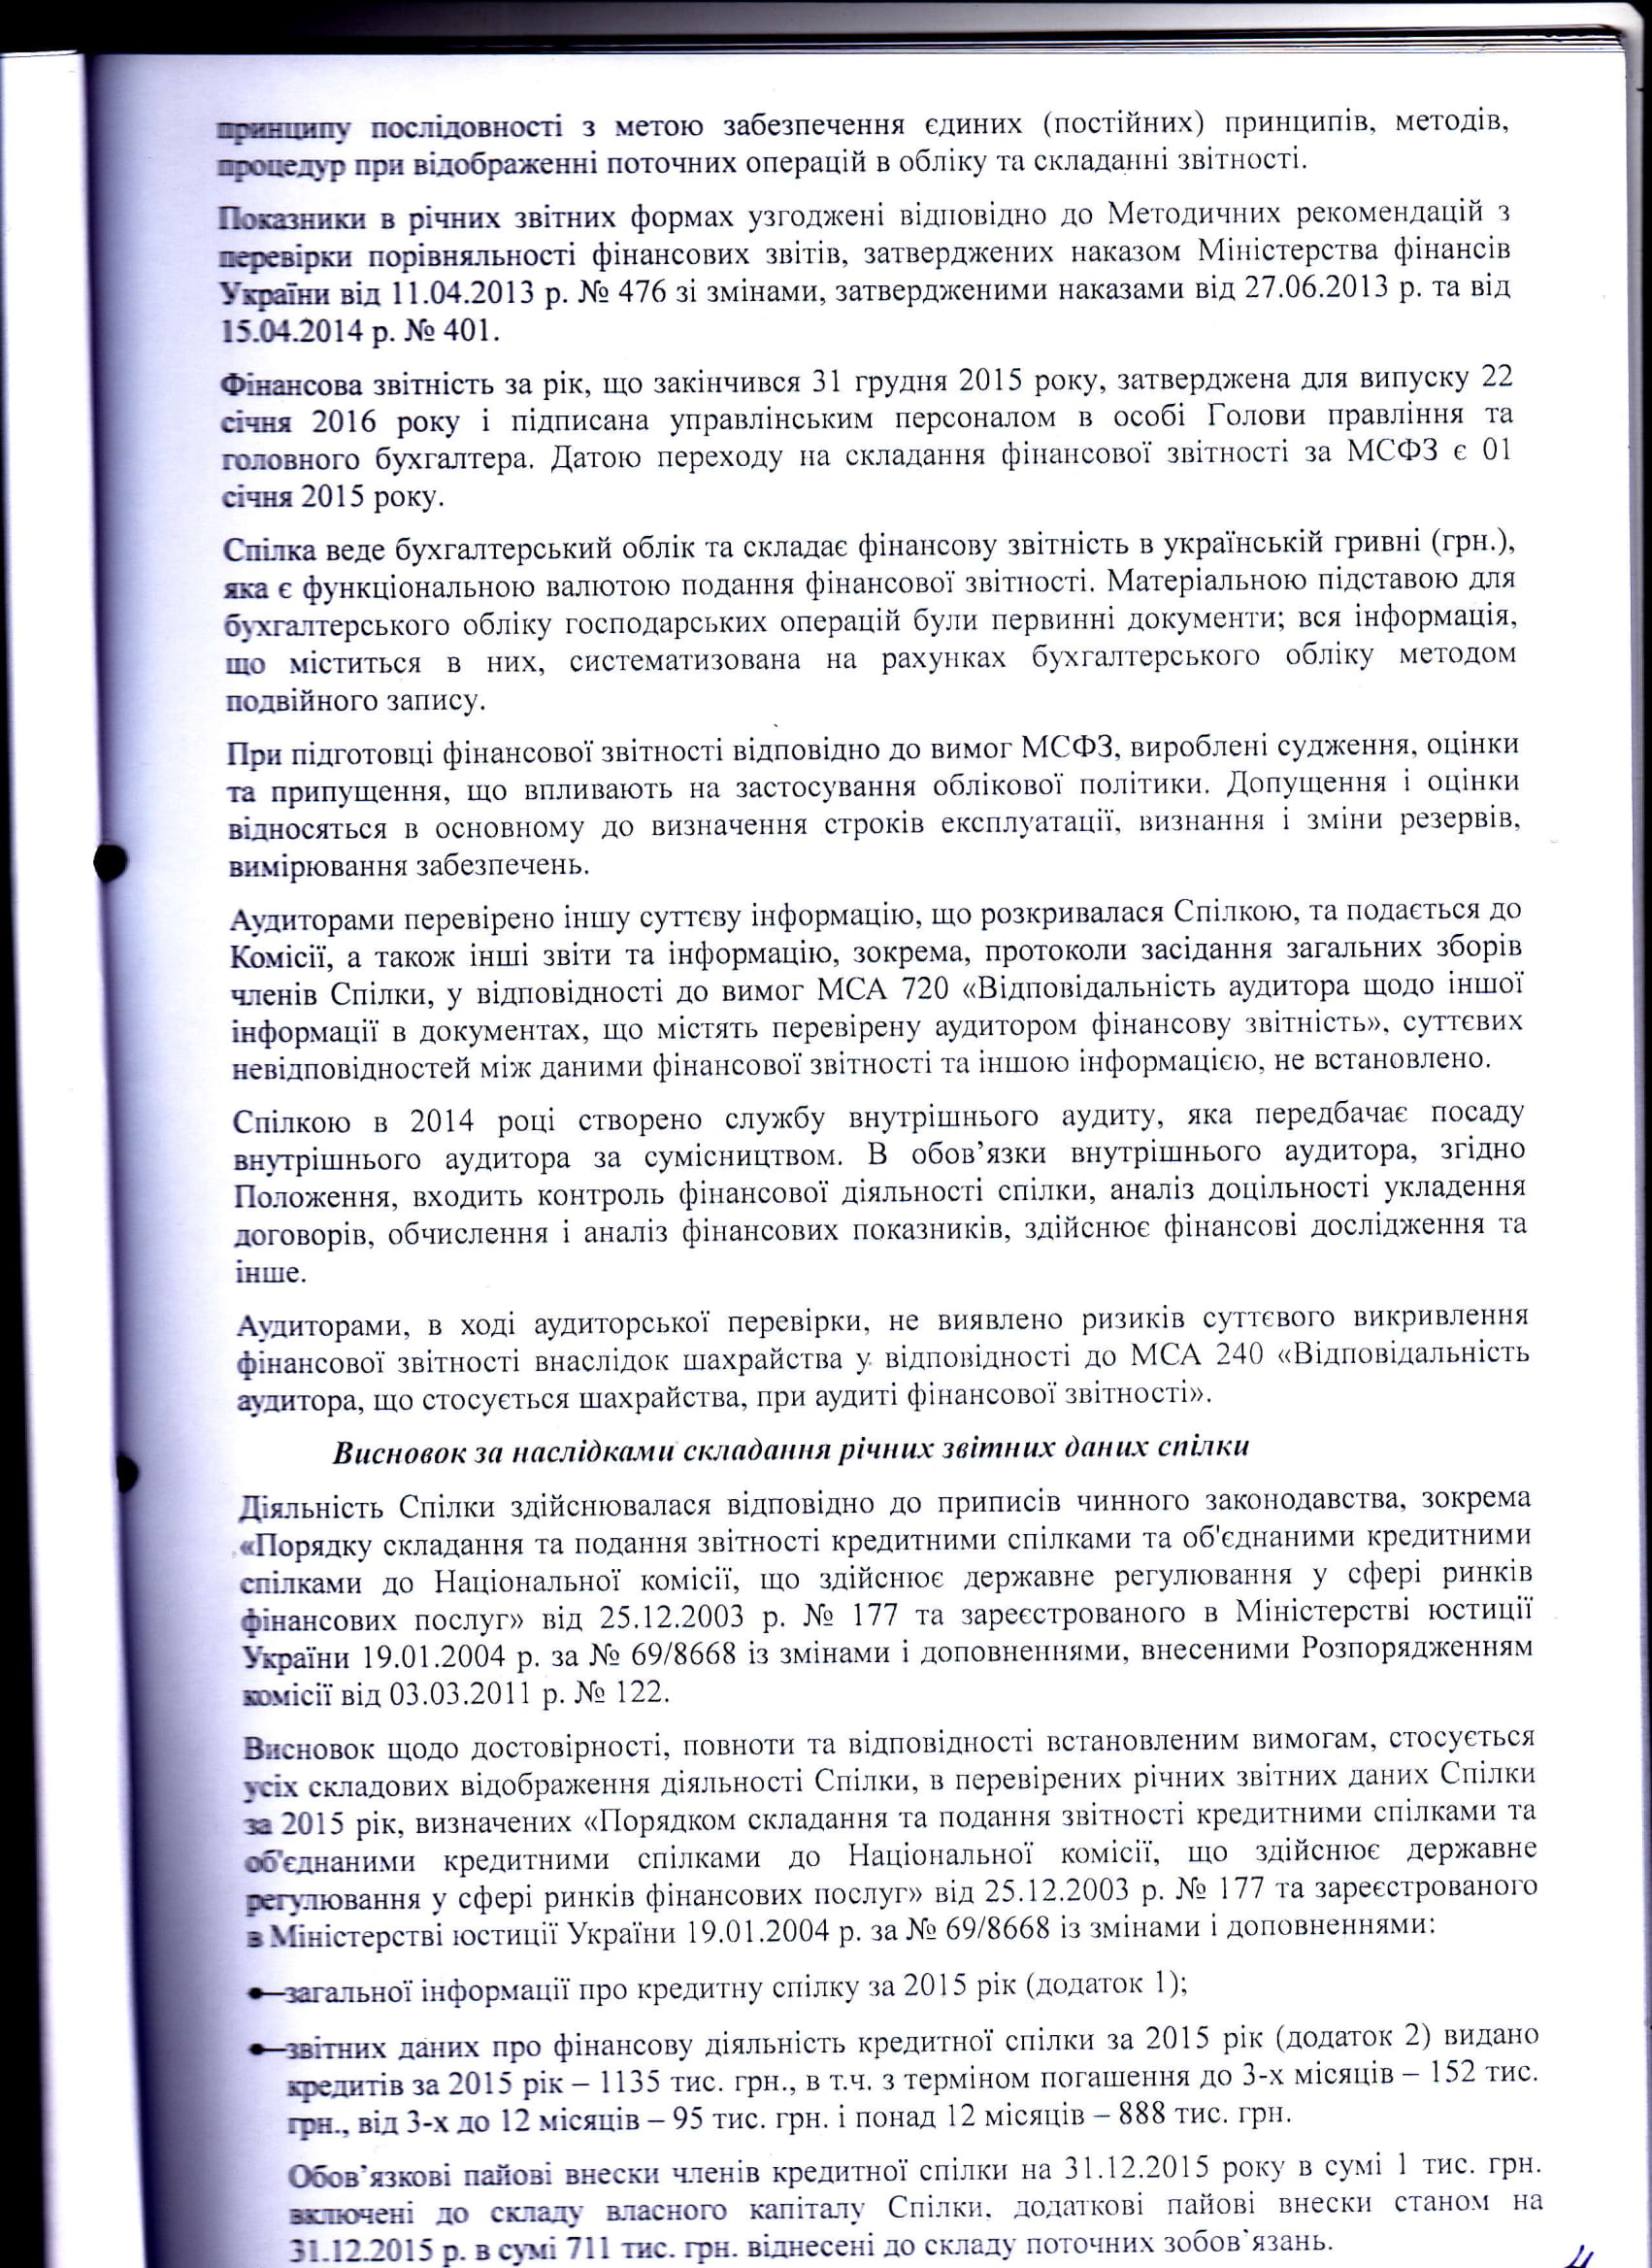 принципу послідовності з метою забезпечення єдиних (постійних) принципів, методів,
процедур при відображенні поточних операцій в обліку та складанні звітності.
Показники в річних звітних формах узгоджені відповідно до Методичних рекомендацій з
перевірки порівняльності фінансових звітів, затверджених наказом Міністерства фінансів
України від 11.04.2013 р. № 476 зі змінами, затвердженими наказами від 27.06.2013 р. та від
15.04.2014 р. № 401.
Фінансова звітність за рік, що закінчився 31 грудня 2015 року, затверджена для випуску 22
січня 2016 року і підписана управлінським персоналом в особі Голови правління та
головного бухгалтера. Датою переходу на складання фінансової звітності за МСФЗ є 01
січня 2015 року.
Спілка веде бухгалтерський облік та складає фінансову звітність в українській гривні (грн.),
яка є функціональною валютою подання фінансової звітності. Матеріальною підставою для
бухгалтерського обліку господарських операцій були первинні документи; вся інформація,
що міститься в них, систематизована на рахунках бухгалтерського обліку методом
подвійного запису.
При підготовці фінансової звітності відповідно до вимог МСФЗ, вироблені судження, оцінки
та припущення, що впливають на застосування облікової політики. Допущення і оцінки
відносяться в основному до визначення строків експлуатації, визнання і зміни резервів,
вимірювання забезпечень.
Аудиторами перевірено іншу суттєву інформацію, що розкривалася Спілкою, та подається до
Комісії, а також інші звіти та інформацію, зокрема, протоколи засідання загальних зборів
членів Спілки, у відповідності до вимог МСА 720 «Відповідальність аудитора щодо іншої
інформації в документах, що містять перевірену аудитором фінансову звітність», суттєвих
невідповідностей між даними фінансової звітності та іншою інформацією, не встановлено.
Спілкою в 2014 році створено службу внутрішнього аудиту, яка передбачає посаду
внутрішнього аудитора за сумісництвом. В обов’язки внутрішнього аудитора, згідно
Положення, входить контроль фінансової діяльності спілки, аналіз доцільності укладення
договорів, обчислення і аналіз фінансових показників, здійснює фінансові дослідження та
інше.
Аудиторами, в ході аудиторської перевірки, не виявлено ризиків суттєвого викривлення
фінансової звітності внаслідок шахрайства у відповідності до МСА 240 «Відповідальність
аудитора, що стосується шахрайства, при аудиті фінансової звітності».
Висновок за наслідками складання річних звітних даних спілки
Діяльність Спілки здійснювалася відповідно до приписів чинного законодавства, зокрема
«Порядку складання та подання звітності кредитними спілками та об'єднаними кредитними
спілками до Національної комісії, що здійснює державне регулювання у сфері ринків
фінансових послуг» від 25.12.2003 р. № 177 та зареєстрованого в Міністерстві юстиції
України 19.01.2004 р. за № 69/8668 із змінами і доповненнями, внесеними Розпорядженням
комісії від 03.03.2011 р. № 122.
Висновок щодо достовірності, повноти та відповідності встановленим вимогам, стосується
усіх складових відображення діяльності Спілки, в перевірених річних звітних даних Спілки
за 2015 рік, визначених «Порядком складання та подання звітності кредитними спілками та
об'єднаними кредитними спілками до Національної комісії, що здійснює державне
регулювання у сфері ринків фінансових послуг» від 25.12.2003 р. № 177 та зареєстрованого
в Міністерстві юстиції України 19.01.2004 р. за № 69/8668 із змінами і доповненнями:
•–загальної інформації про кредитну спілку за 2015 рік (додаток 1);
•–звітних даних про фінансову діяльність кредитної спілки за 2015 рік (додаток 2) видано
кредитів за 2015 рік – 1135 тис. грн., в т.ч. з терміном погашення до 3-х місяців – 152 тис.
грн., від 3-х до 12 місяців – 95 тис. грн. і понад 12 місяців – 888 тис. грн.
Обов’язкові пайові внески членів кредитної спілки на 31.12.2015 року в сумі 1 тис. грн.
включені до складу власного капіталу Спілки, додаткові пайові внески станом на
31.12.2015 р. в сумі 711 тис. грн. віднесені до складу поточних зобов’язань.
4